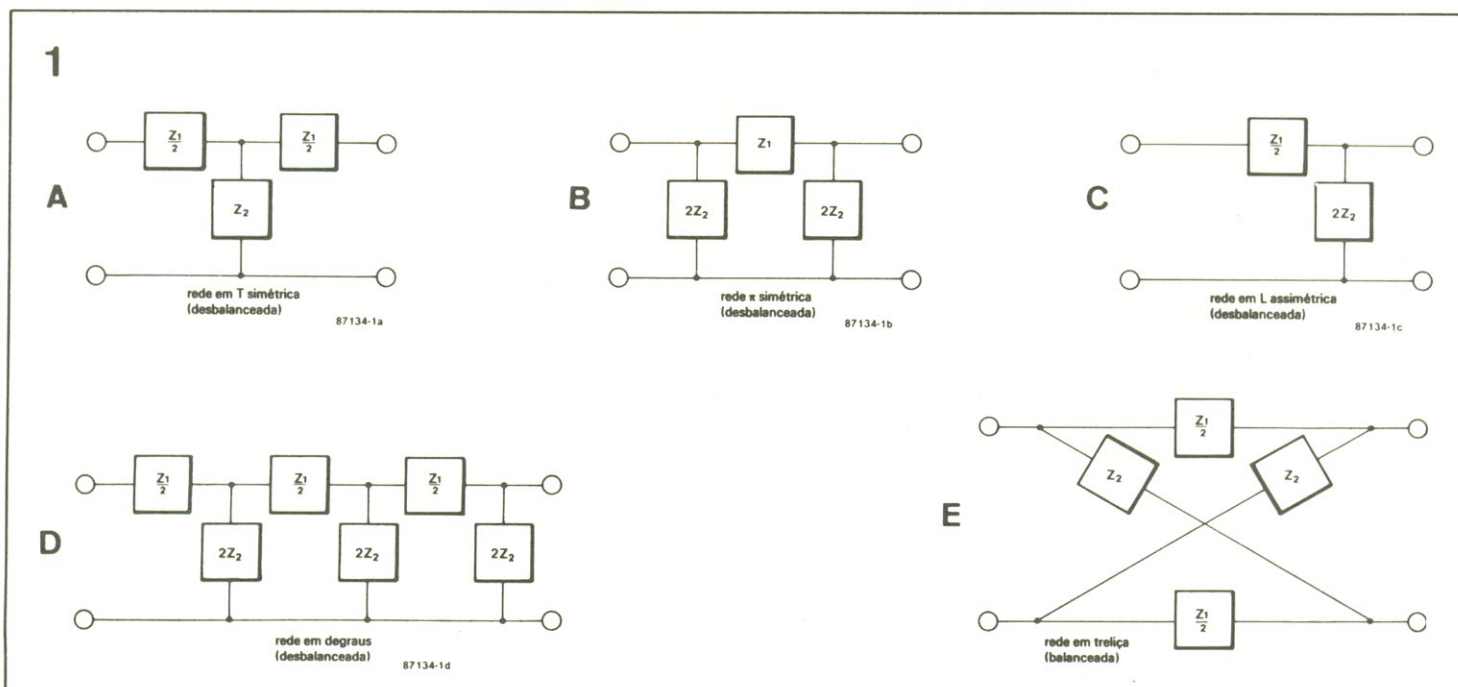 1
A
Z1
2
Z1
2
Z2
rede em T simétrica
(desbalanceada)
87134-1a
B
Z1
2Z2
2Z2
rede π simétrica
(desbalanceada)
87134-1b
C
Z1
2
2Z2
rede em L assimétrica
(desbalanceada)
87134-1c
D
Z1
2
Z1
2
Z1
2
2Z2
2Z2
2Z2
rede em degraus
(desbalanceada)
87134-1d
E
Z1
2
Z2
Z2
Z1
2
rede em treliça
(balanceada)